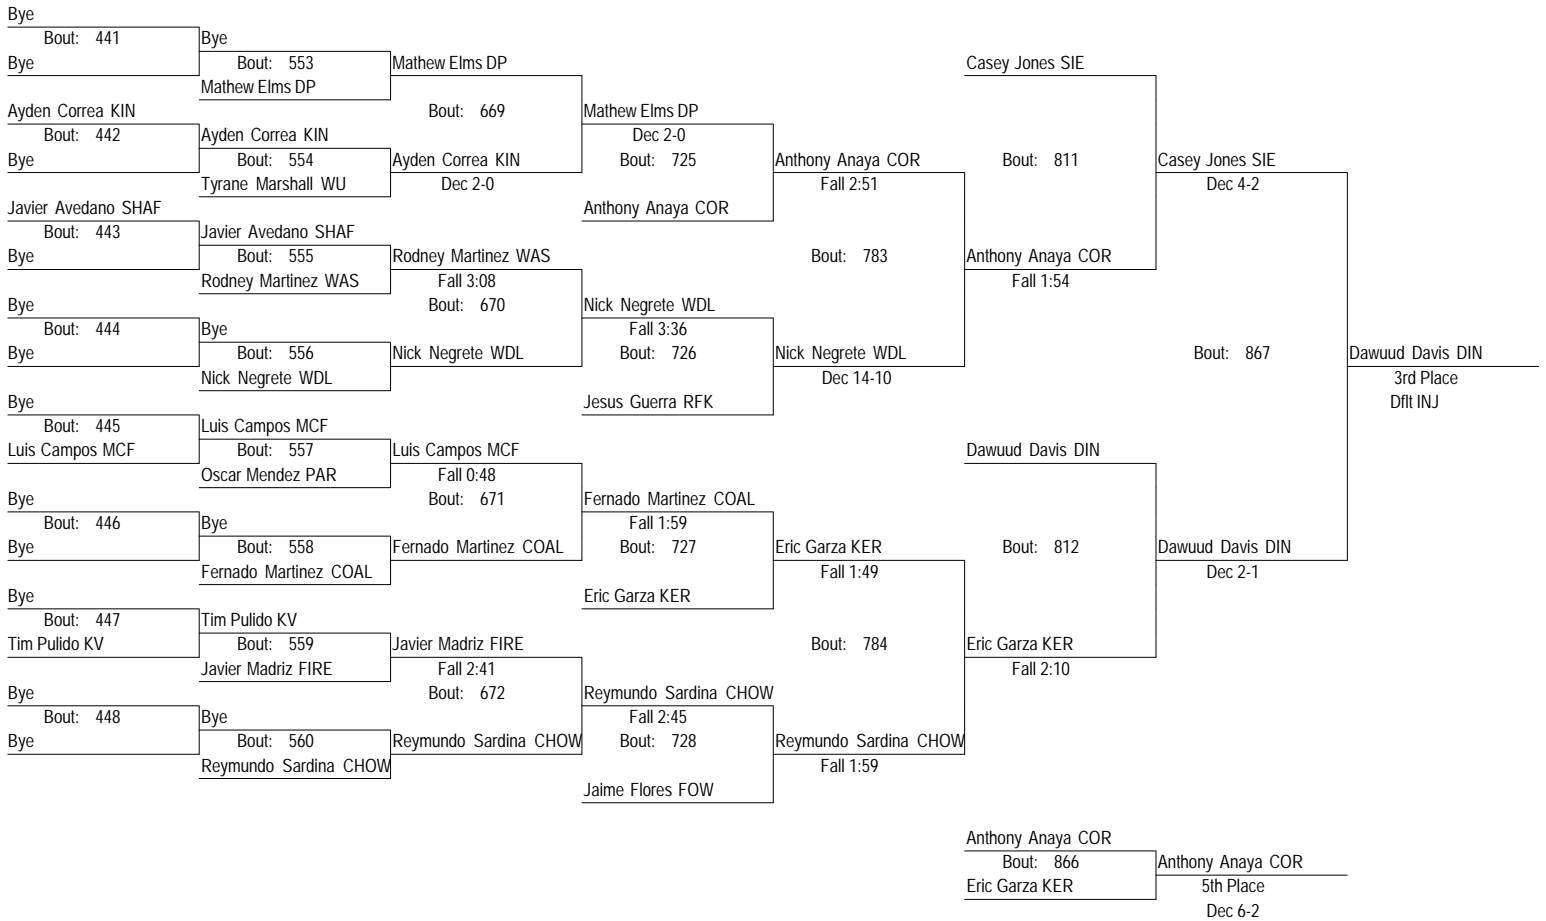 Bye
Bout: 441
Bye
Ayden Correa KIN
Bout: 442
Bye
Javier Avedano SHAF
Bout: 443
Bye
Bye
Bout: 444
Bye
Bye
Bout: 445
Luis Campos MCF
Bye
Bout: 446
Bye
Bye
Bout: 447
Tim Pulido KV
Bye
Bout: 448
Bye
Bye
Bout: 553
Mathew Elms DP
Ayden Correa KIN
Bout: 554
Tyrane Marshall WU
Javier Avedano SHAF
Bout: 555
Rodney Martinez WAS
Bye
Bout: 556
Nick Negrete WDL
Luis Campos MCF
Bout: 557
Oscar Mendez PAR
Bye
Bout: 558
Fernado Martinez COAL
Tim Pulido KV
Bout: 559
Javier Madriz FIRE
Bye
Bout: 560
Reymundo Sardina CHOW
Mathew Elms DP
Bout: 669
Ayden Correa KIN
Dec 2-0
Rodney Martinez WAS
Fall 3:08
Bout: 670
Nick Negrete WDL
Luis Campos MCF
Fall 0:48
Bout: 671
Fernado Martinez COAL
Javier Madriz FIRE
Fall 2:41
Bout: 672
Reymundo Sardina CHOW
Mathew Elms DP
Dec 2-0
Bout: 725
Anthony Anaya COR
Nick Negrete WDL
Fall 3:36
Bout: 726
Jesus Guerra RFK
Fernado Martinez COAL
Fall 1:59
Bout: 727
Eric Garza KER
Reymundo Sardina CHOW
Fall 2:45
Bout: 728
Jaime Flores FOW
Anthony Anaya COR
Fall 2:51
Bout: 783
Nick Negrete WDL
Dec 14-10
Eric Garza KER
Fall 1:49
Bout: 784
Reymundo Sardina CHOW
Fall 1:59
Casey Jones SIE
Bout: 811
Anthony Anaya COR
Fall 1:54
Dawuud Davis DIN
Bout: 812
Eric Garza KER
Fall 2:10
Casey Jones SIE
Dec 4-2
Bout: 867
Dawuud Davis DIN
Dec 2-1
Dawuud Davis DIN
3rd Place
Dflt INJ
Anthony Anaya COR
Bout: 866
Eric Garza KER
Anthony Anaya COR
5th Place
Dec 6-2